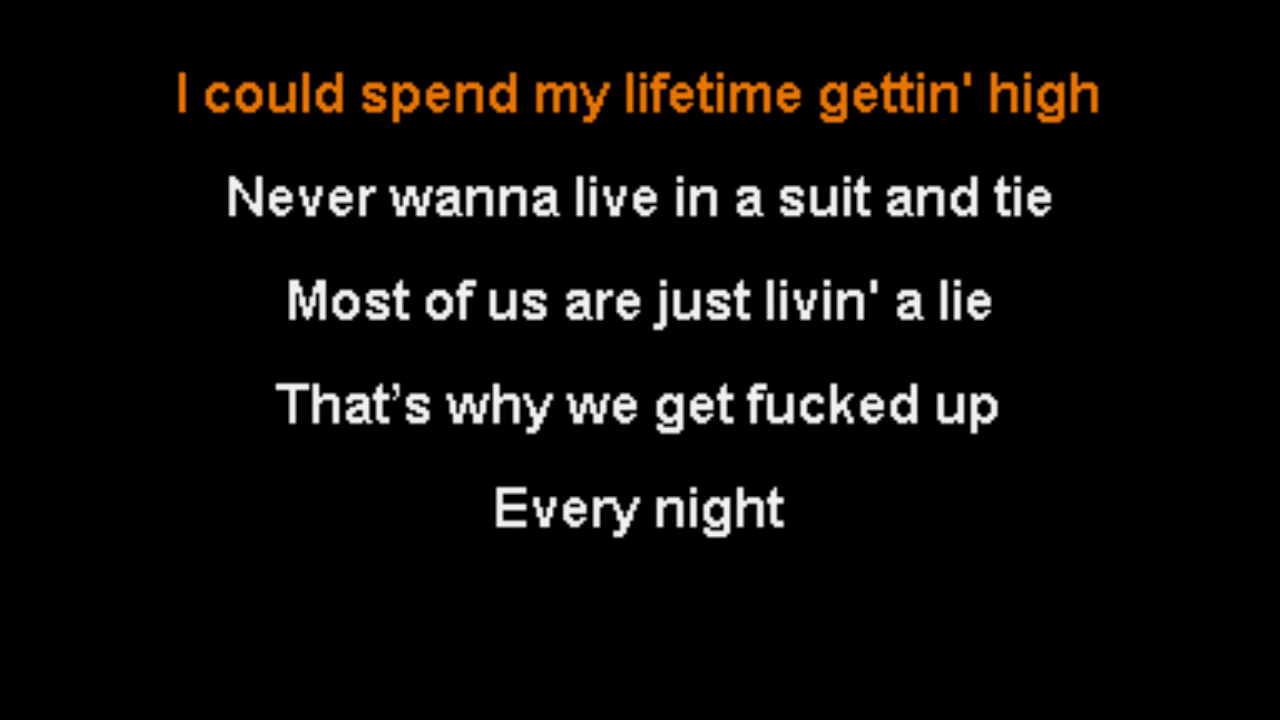 I could spend my lifetime gettin' high
Never wanna live in a suit and tie
Most of us are just livin' a lie
That’s why we get fucked up
Every night